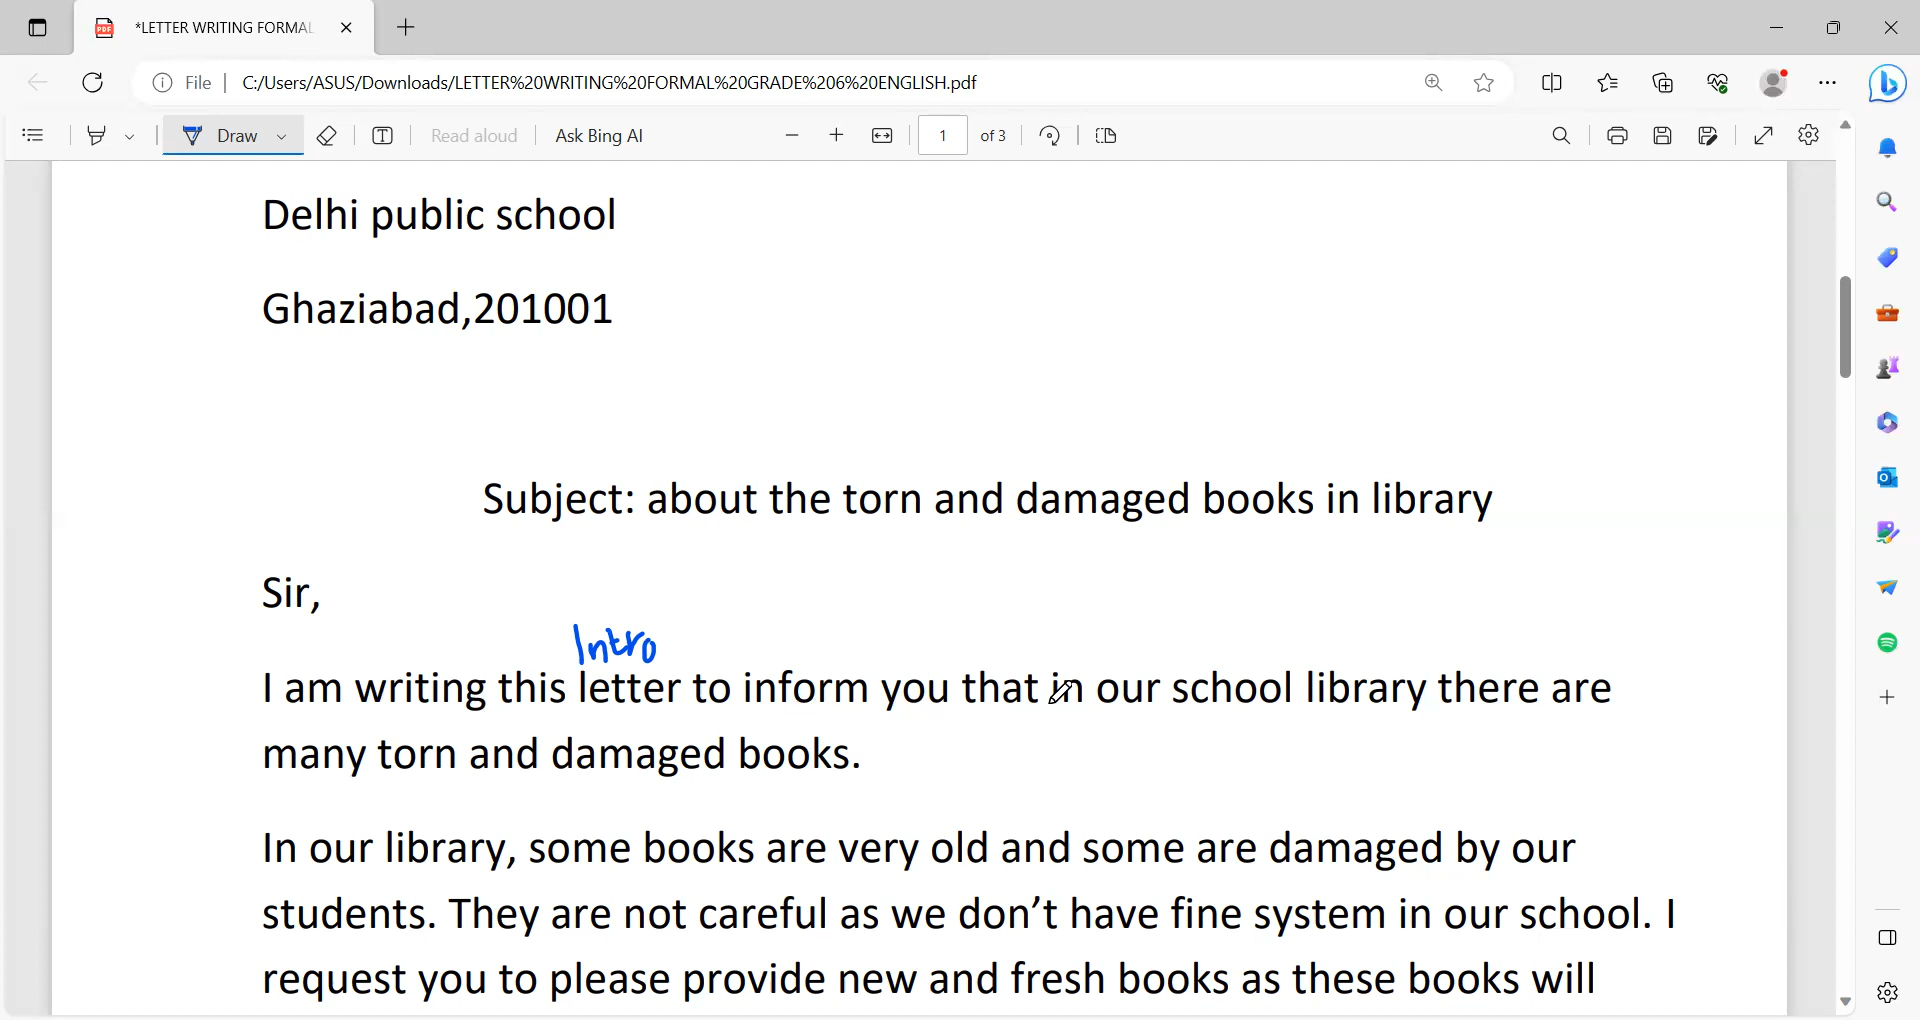 *LETTER WRITING FORMAL
File
C:/Users/ASUS/Downloads/LETTER%20WRITING%20FORMAL%20GRADE%206%20ENGLISH.pdf
Draw
Read aloud
Ask Bing AI
1 of 3
Delhi public school
Ghaziabad,201001
Subject: about the torn and damaged books in library
Sir,
Intro
I am writing this letter to inform you that in our school library there are
many torn and damaged books.
In our library, some books are very old and some are damaged by our
students. They are not careful as we don’t have fine system in our school. I
request you to please provide new and fresh books as these books will